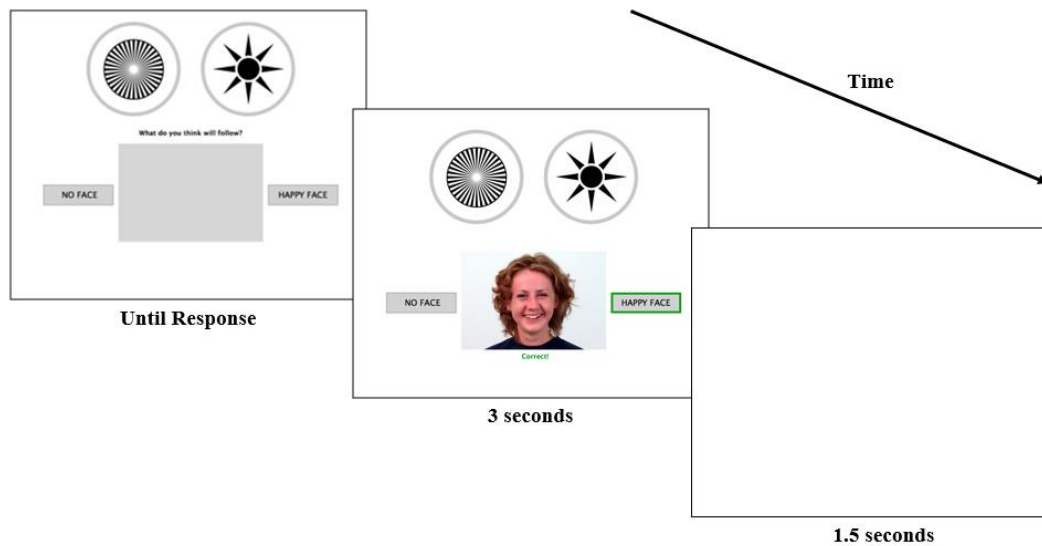 Time
What do you think will follow?
NO FACE
HAPPY FACE
Until Response
NO FACE
HAPPY FACE
Correct!
3 seconds
1.5 seconds